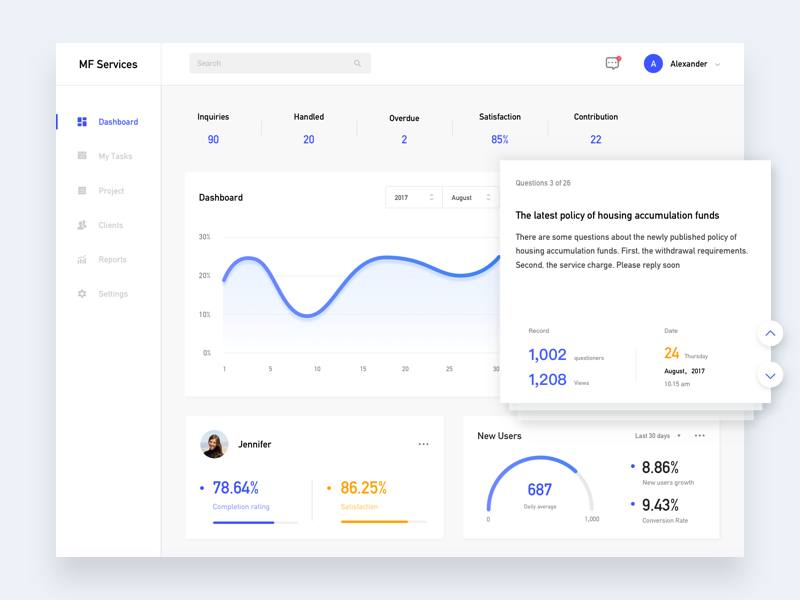 MF Services
Search
A
Alexander
Dashboard
My Tasks
Project
Clients
Reports
Settings
Inquiries
90
Handled
20
Overdue
2
Satisfaction
85%
Contribution
22
Dashboard
2017
August
30%
20%
10%
0%
1
5
10
15
20
25
30
Questions 3 of 26
The latest policy of housing accumulation funds
There are some questions about the newly published policy of
housing accumulation funds. First, the withdrawal requirements.
Second, the service charge. Please reply soon
Record
1,002 questioners
1,208 Views
Date
24 Thursday
August, 2017
10:15 am
Jennifer
78.64%
Completion rating
86.25%
Satisfaction
New Users
Last 30 days
687
Daily average
0
1,000
8.86%
New users growth
9.43%
Conversion Rate